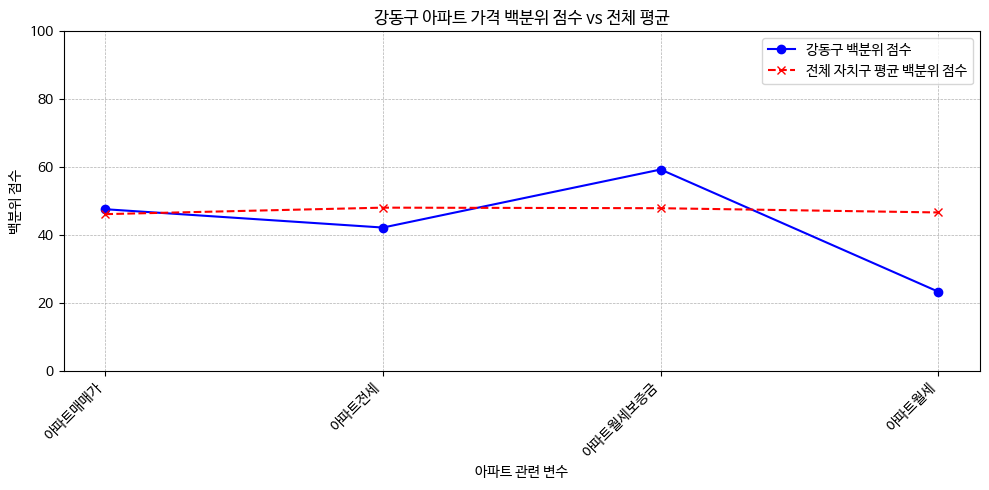 강동구 아파트 가격 백분위 점수 vs 전체 평균
강동구 백분위 점수
전체 자치구 평균 백분위 점수
백분위 점수
100
80
60
40
20
0
아파트매매가
아파트전세
아파트월세보증금
아파트월세
아파트 관련 변수